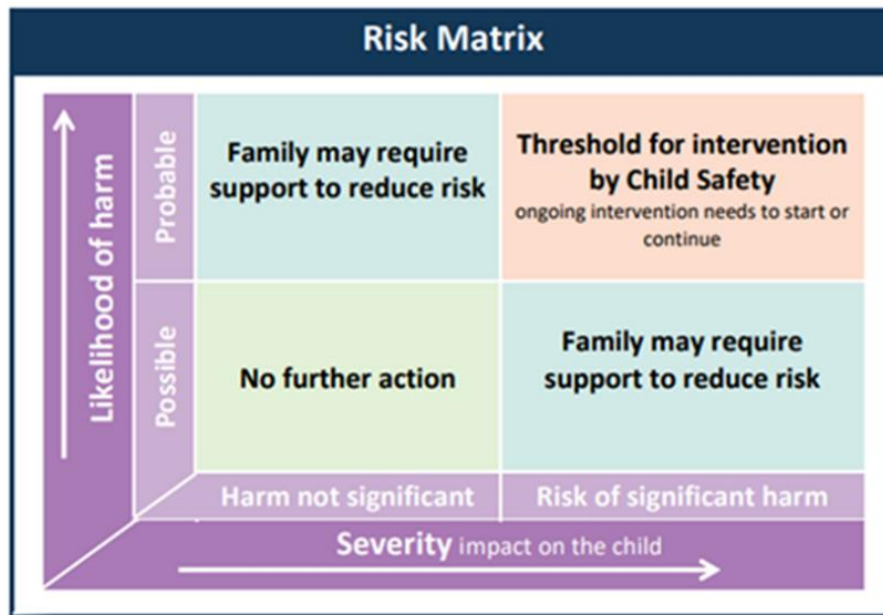 Risk Matrix
Likelihood of harm
Probable
Family may require
support to reduce risk
Threshold for intervention
by Child Safety
ongoing intervention needs to start or
continue
Possible
No further action
Family may require
support to reduce risk
Harm not significant
Risk of significant harm
Severity impact on the child